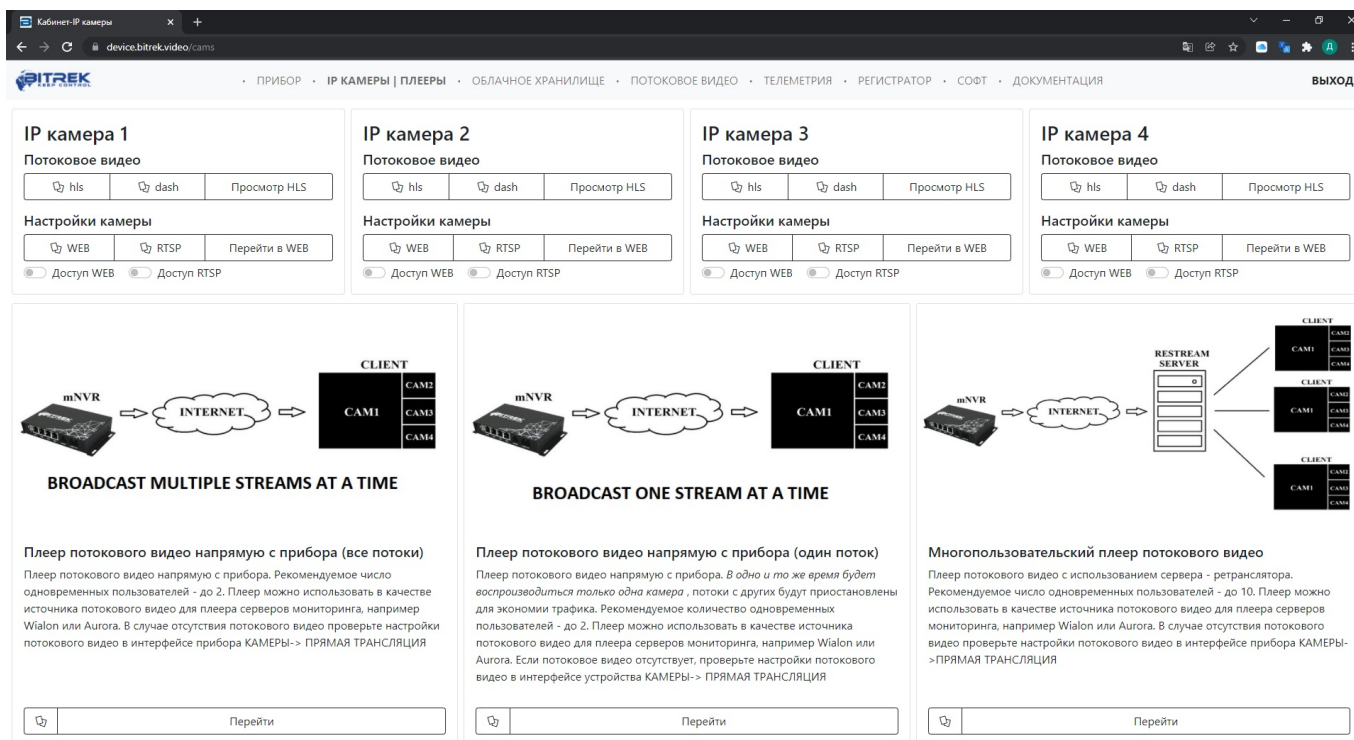 Кабинет-IP камеры
device.bitrek.video/cams
Д
BITREK
KEEP CONTROL
• ПРИБОР • IP КАМЕРЫ | ПЛЕЕРЫ • ОБЛАЧНОЕ ХРАНИЛИЩЕ • ПОТОКОВОЕ ВИДЕО • ТЕЛЕМЕТРИЯ • РЕГИСТРАТОР • СОФТ • ДОКУМЕНТАЦИЯ
ВЫХОД
IP камера 1
Потоковое видео
hls dash Просмотр HLS
Настройки камеры
WEB RTSP Перейти в WEB
Доступ WEB Доступ RTSP
IP камера 2
Потоковое видео
hls dash Просмотр HLS
Настройки камеры
WEB RTSP Перейти в WEB
Доступ WEB Доступ RTSP
IP камера 3
Потоковое видео
hls dash Просмотр HLS
Настройки камеры
WEB RTSP Перейти в WEB
Доступ WEB Доступ RTSP
IP камера 4
Потоковое видео
hls dash Просмотр HLS
Настройки камеры
WEB RTSP Перейти в WEB
Доступ WEB Доступ RTSP
mNVR
INTERNET
CLIENT
CAM1
CAM2
CAM3
CAM4
BROADCAST MULTIPLE STREAMS AT A TIME
Плеер потокового видео напрямую с прибора (все потоки)
Плеер потокового видео напрямую с прибора. Рекомендуемое число
одновременных пользователей - до 2. Плеер можно использовать в качестве
источника потокового видео для плеера серверов мониторинга, например
Wialon или Aurora. В случае отсутствия потокового видео проверьте настройки
потокового видео в интерфейсе прибора КАМЕРЫ-> ПРЯМАЯ ТРАНСЛЯЦИЯ
Перейти
mNVR
INTERNET
CLIENT
CAM1
CAM2
CAM3
CAM4
BROADCAST ONE STREAM AT A TIME
Плеер потокового видео напрямую с прибора (один поток)
Плеер потокового видео напрямую с прибора. В одно и то же время будет
воспроизводиться только одна камера , потоки с других будут приостановлены
для экономии трафика. Рекомендуемое количество одновременных
пользователей - до 2. Плеер можно использовать в качестве источника
потокового видео для плеера серверов мониторинга, например Wialon или
Aurora. Если потоковое видео отсутствует, проверьте настройки потокового
видео в интерфейсе устройства КАМЕРЫ-> ПРЯМАЯ ТРАНСЛЯЦИЯ
Перейти
mNVR
INTERNET
RESTREAM
SERVER
CLIENT
CAM1
CAM2
CAM3
CAM4
CLIENT
CAM1
CAM2
CAM3
CAM4
CLIENT
CAM1
CAM2
CAM3
CAM4
Многопользовательский плеер потокового видео
Плеер потокового видео с использованием сервера - ретранслятора.
Рекомендуемое число одновременных пользователей - до 10. Плеер можно
использовать в качестве источника потокового видео для плеера серверов
мониторинга, например Wialon или Aurora. В случае отсутствия потокового
видео проверьте настройки потокового видео в интерфейсе прибора КАМЕРЫ-
>ПРЯМАЯ ТРАНСЛЯЦИЯ
Перейти